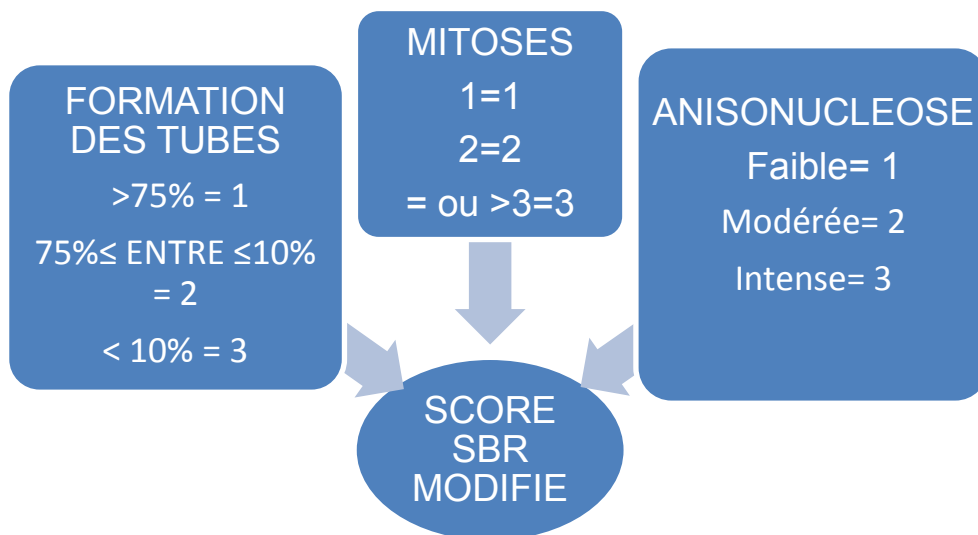 FORMATION
DES TUBES
>75% = 1
75%≤ ENTRE ≤10%
= 2
< 10% = 3
MITOSES
1=1
2=2
= ou >3=3
ANISONUCLEOSE
Faible= 1
Modérée= 2
Intense= 3
SCORE
SBR
MODIFIE